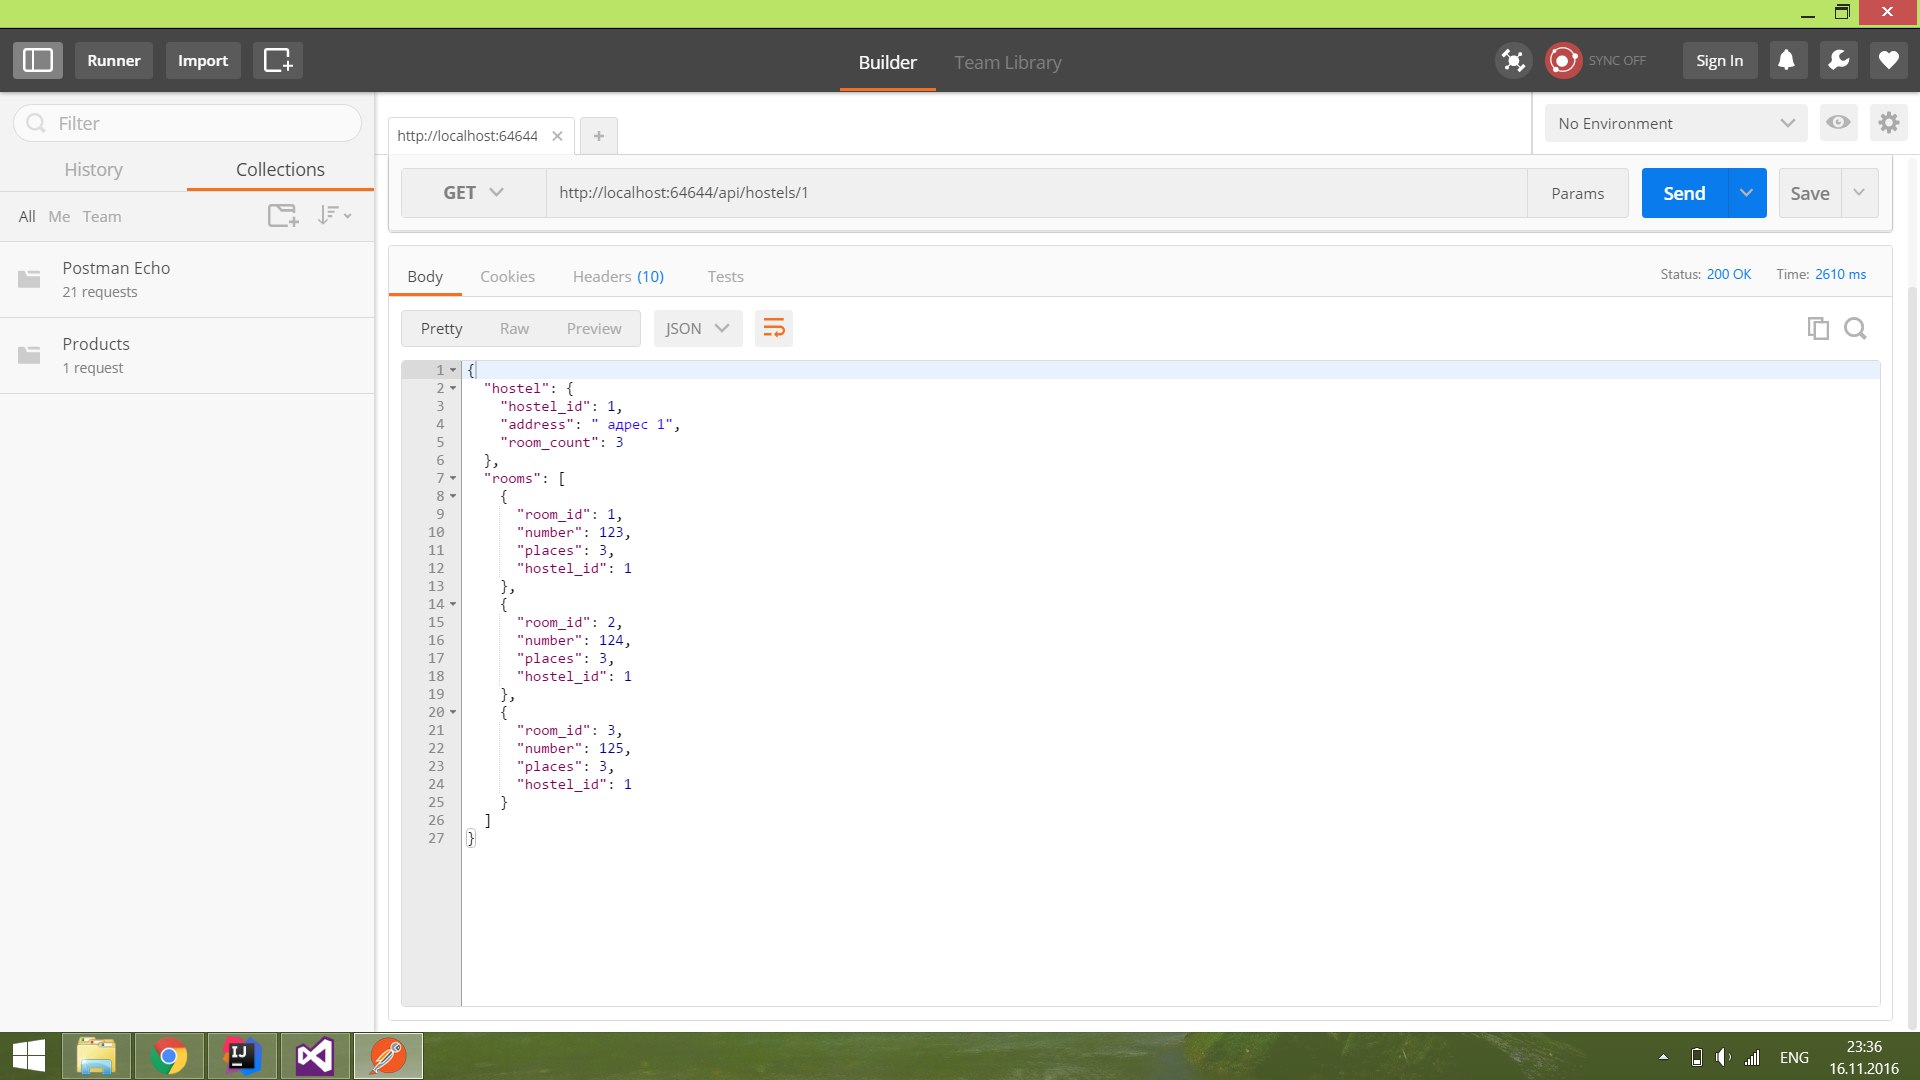 Runner
Import
Builder
Team Library
SYNC OFF
Sign In
Filter
History
Collections
All Me Team
Postman Echo
21 requests
Products
1 request
http://localhost:64644
No Environment
GET
http://localhost:64644/api/hostels/1
Params
Send
Save
Body
Cookies
Headers (10)
Tests
Status: 200 OK
Time: 2610 ms
Pretty
Raw
Preview
JSON
1 {
2 "hostel": {
3 "hostel_id": 1,
4 "address": " адрес 1",
5 "room_count": 3
6 },
7 "rooms": [
8 {
9 "room_id": 1,
10 "number": 123,
11 "places": 3,
12 "hostel_id": 1
13 },
14 {
15 "room_id": 2,
16 "number": 124,
17 "places": 3,
18 "hostel_id": 1
19 },
20 {
21 "room_id": 3,
22 "number": 125,
23 "places": 3,
24 "hostel_id": 1
25 }
26 ]
27 }
IJ
ENG
23:36
16.11.2016